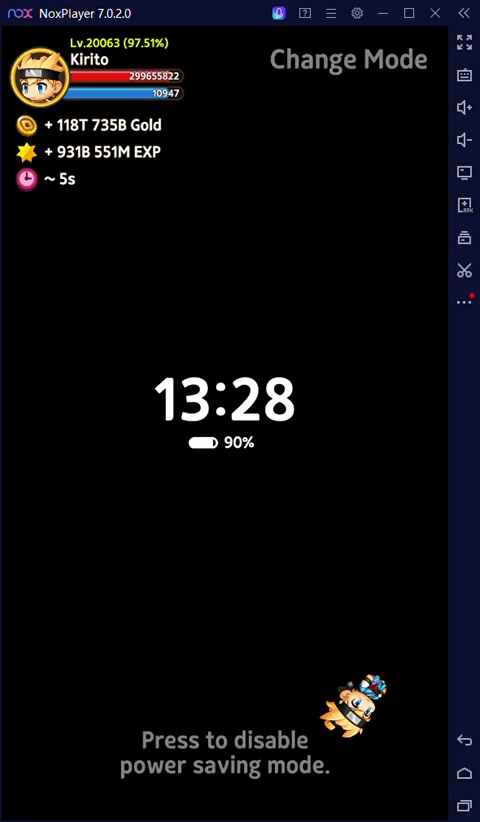 nox NoxPlayer 7.0.2.0
Lv.20063 (97.51%)
Kirito
Change Mode
299655822
10947
+ 118T 735B Gold
+ 931B 551M EXP
~ 5s
13:28
90%
Press to disable
power saving mode.